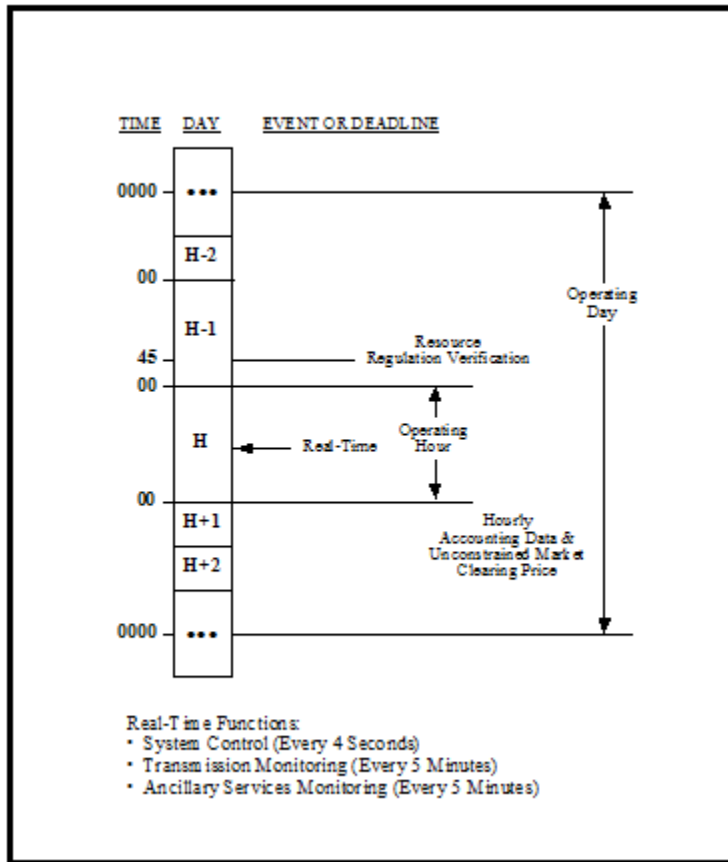 TIME DAY EVENT OR DEADLINE
0000 •••
H-2
00
H-1
45
Resource
Regulation Verification
00
H
Real-Time
Operating
Hour
Operating
Day
00
H+1
Hourly
Accounting Data &
Unconstrained Market
Clearing Price
H+2
0000 •••
Real-Time Functions:
• System Control (Every 4 Seconds)
• Transmission Monitoring (Every 5 Minutes)
• Ancillary Services Monitoring (Every 5 Minutes)